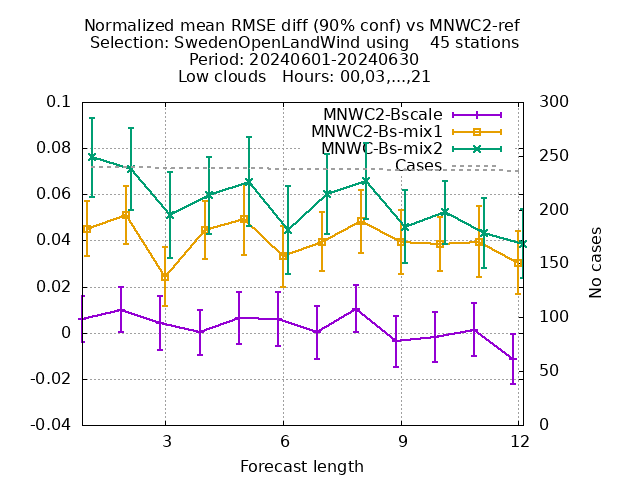 Normalized mean RMSE diff (90% conf) vs MNWC2-ref
Selection: SwedenOpenLandWind using    45 stations
Period: 20240601-20240630
Low clouds   Hours: 00,03,...,21
MNWC2-Bscale
MNWC2-Bs-mix1
MNWC-Bs-mix2
Cases
0.1
0.08
0.06
0.04
0.02
0
-0.02
-0.04
300
250
200
150
100
50
0
No cases
3
6
9
12
Forecast length